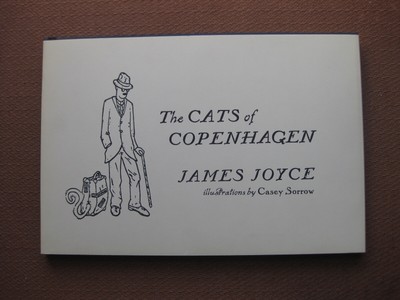 The CATS of
COPENHAGEN
JAMES JOYCE
illustrations by Casey Sorrow